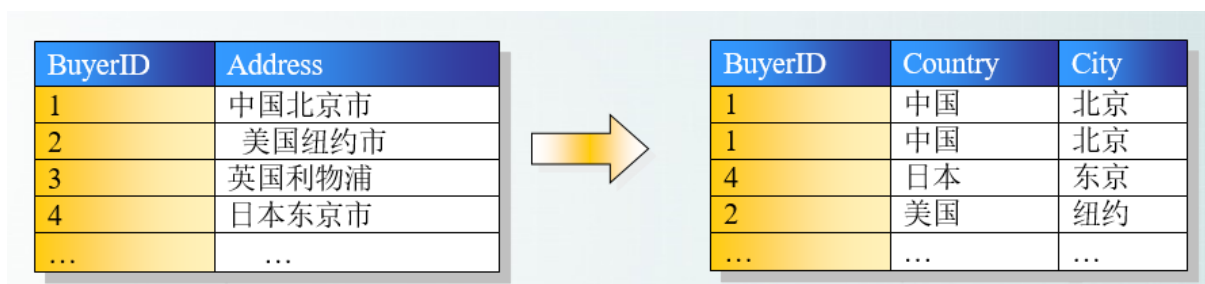 BuyerID Address
1 中国北京市
2 美国纽约市
3 英国利物浦
4 日本东京市
… …
BuyerID Country City
1 中国 北京
1 中国 北京
4 日本 东京
2 美国 纽约
… … …